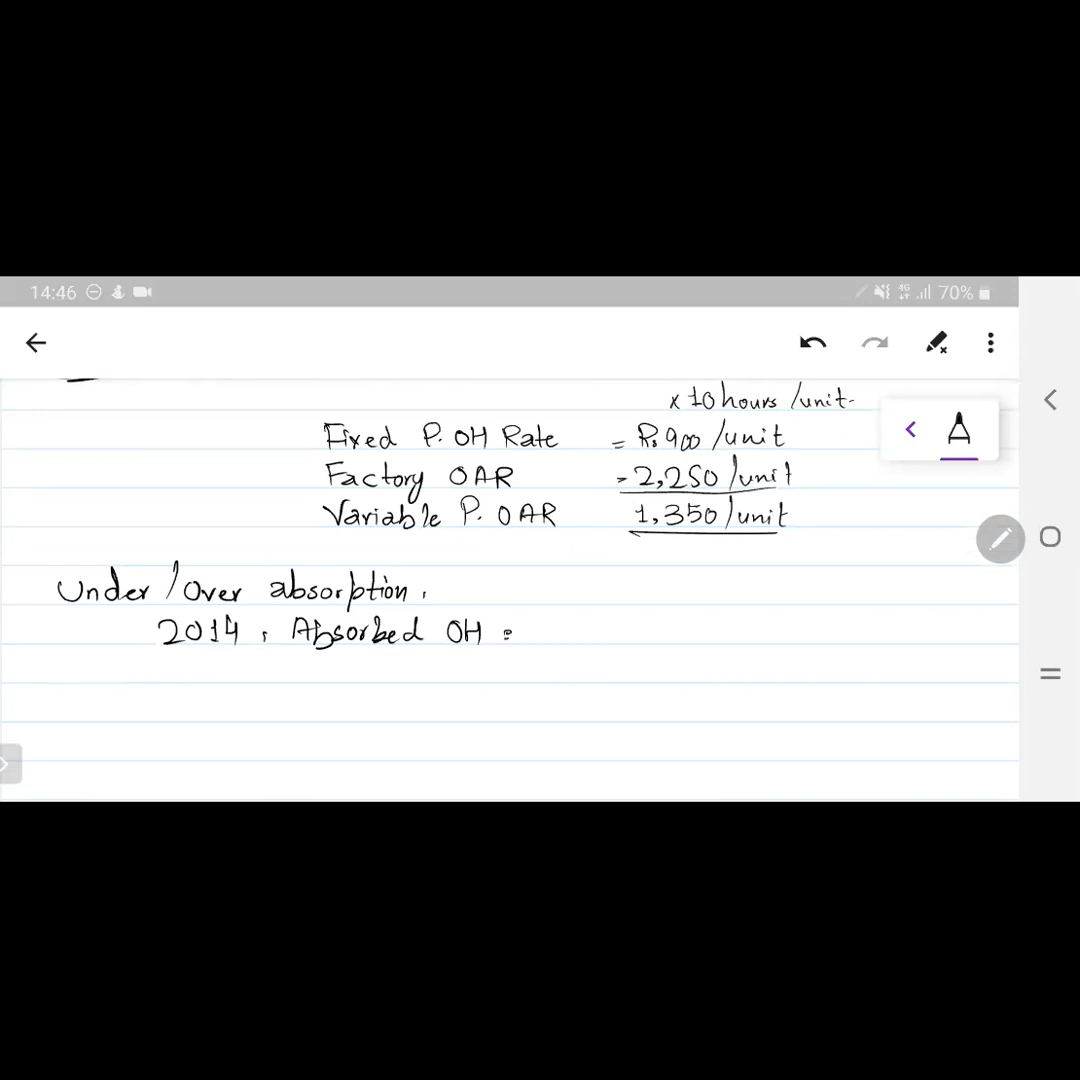 14:46 4G 70%
x 10 hours /unit-
Fixed P. OH Rate = Rs 900 /unit
Factory OAR = 2,250 /unit
Variable P. OAR 1,350 /unit
Under / Over absorption.
2014, Absorbed OH =